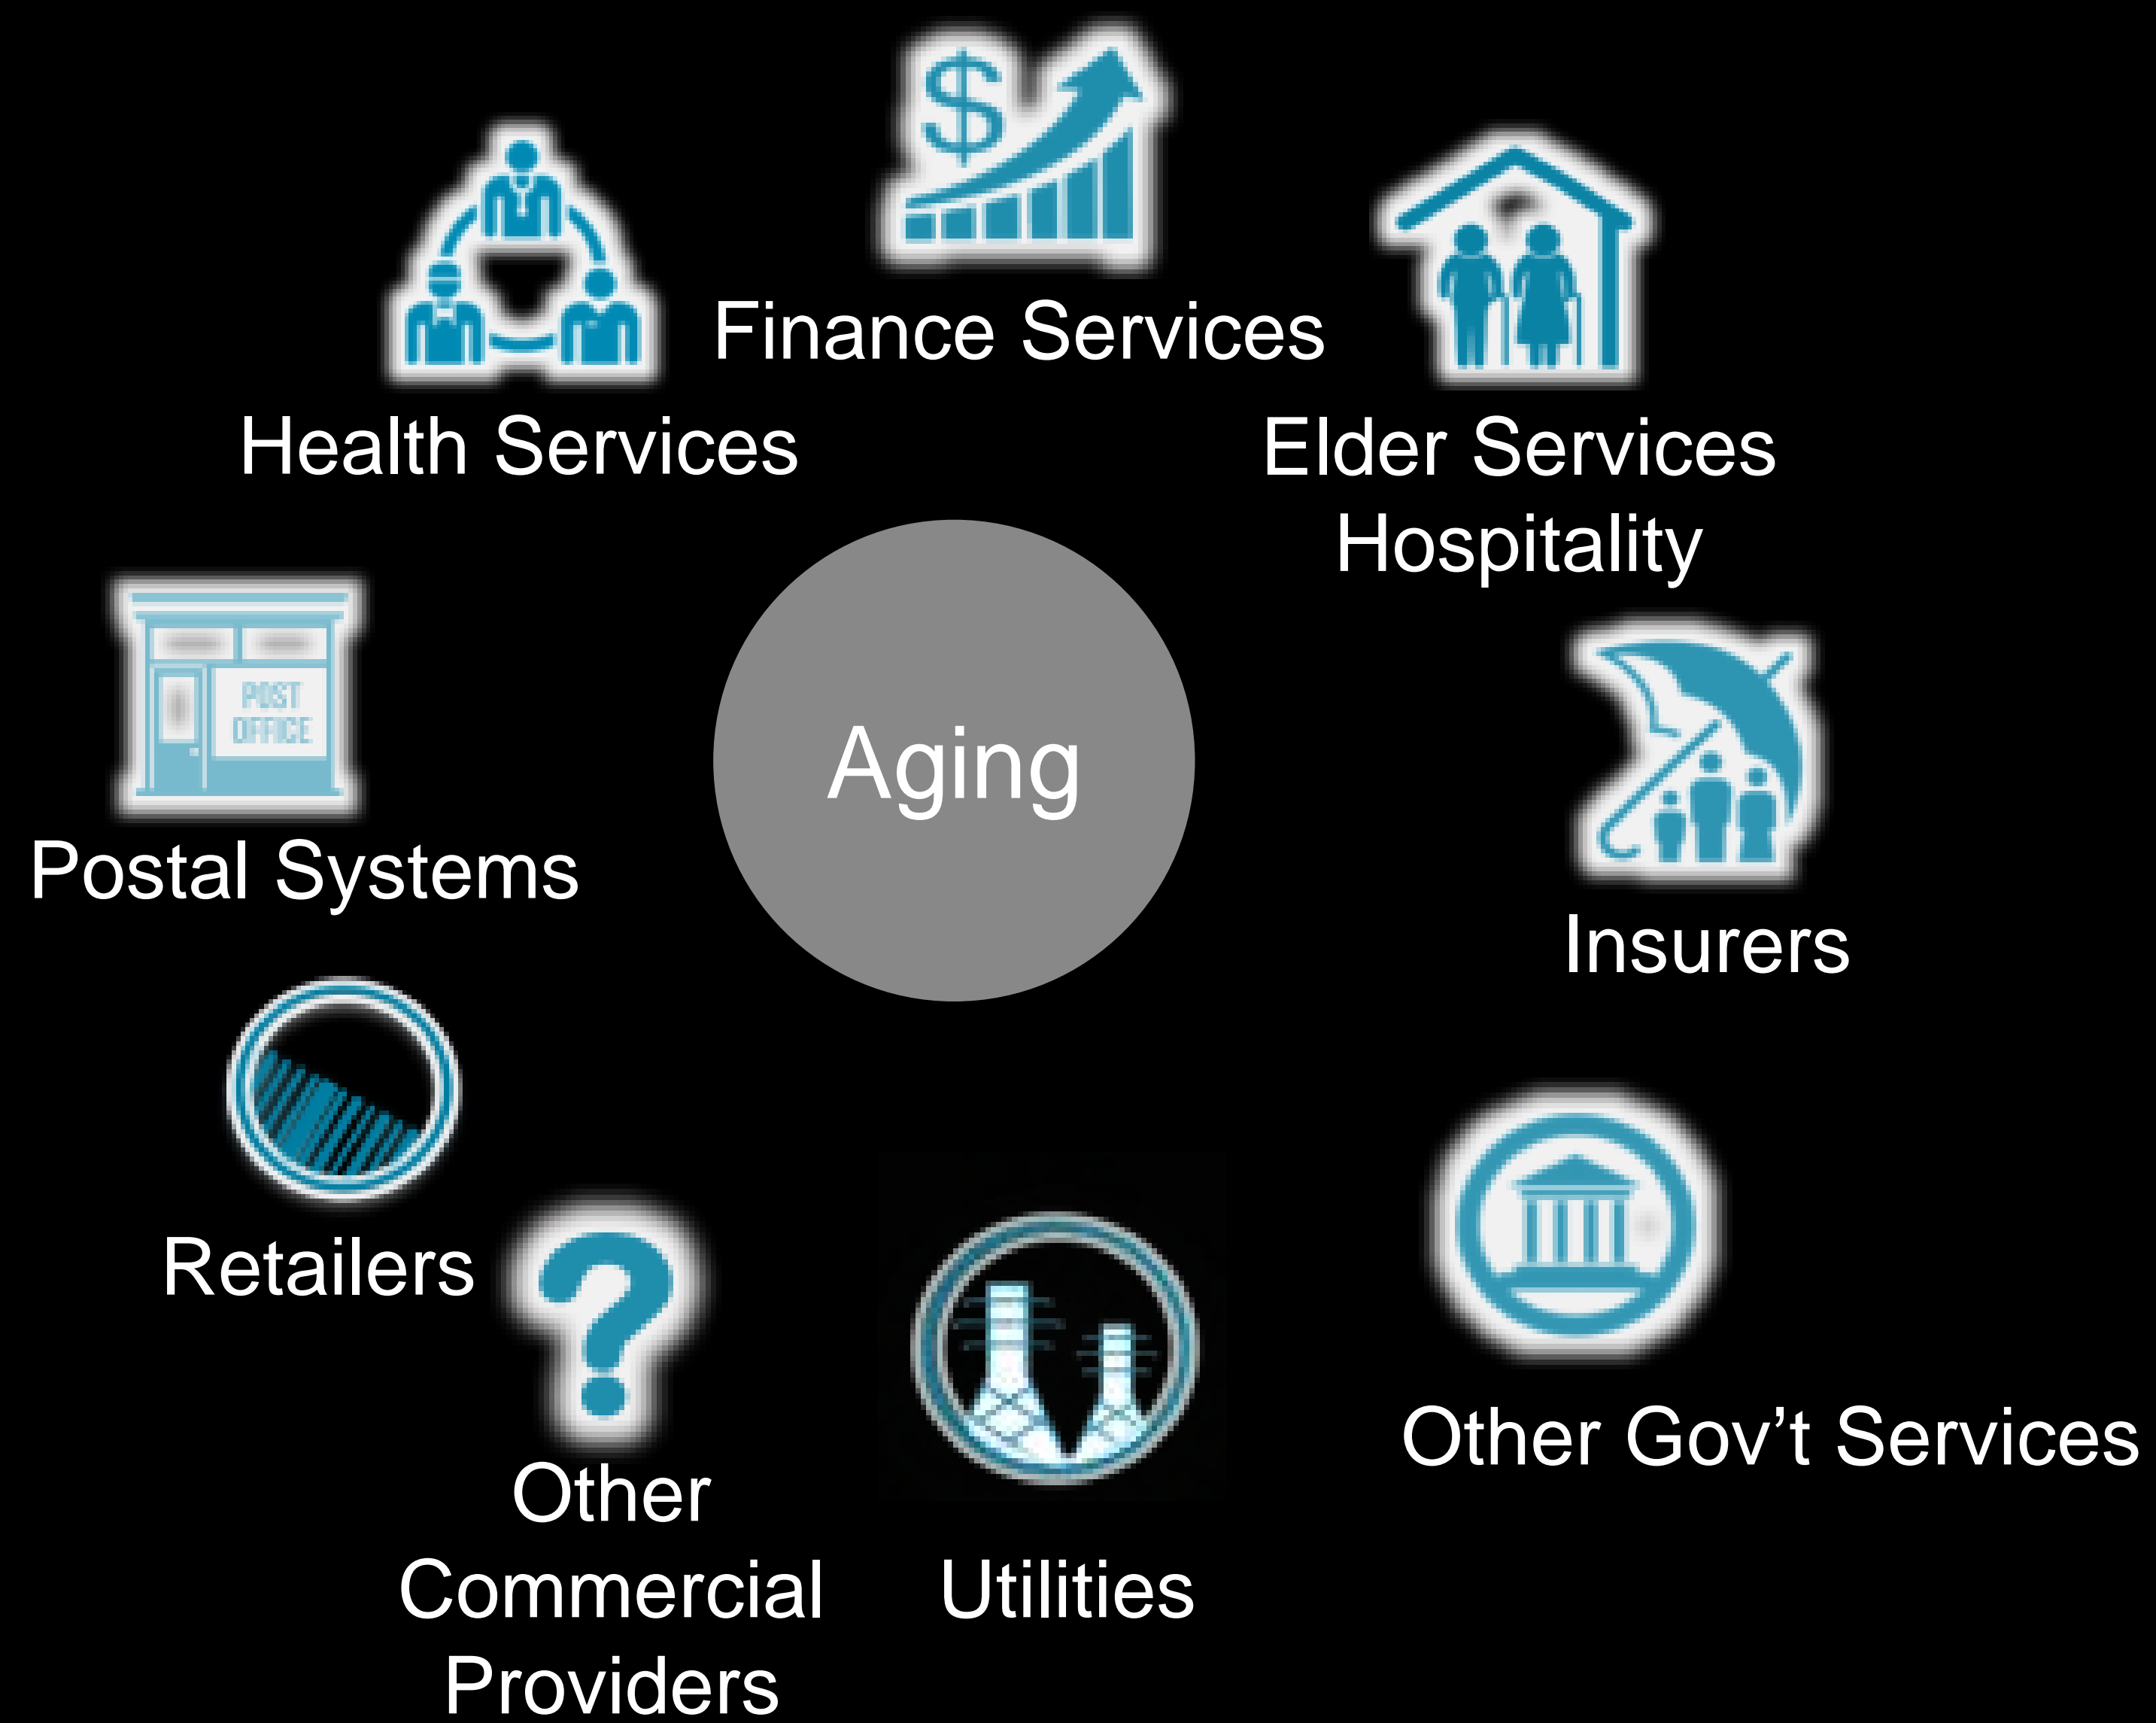 Finance Services
Health Services
Elder Services
Hospitality
POST
OFFICE
Aging
Postal Systems
Insurers
Retailers
Other Gov’t Services
Other
Commercial
Providers
Utilities